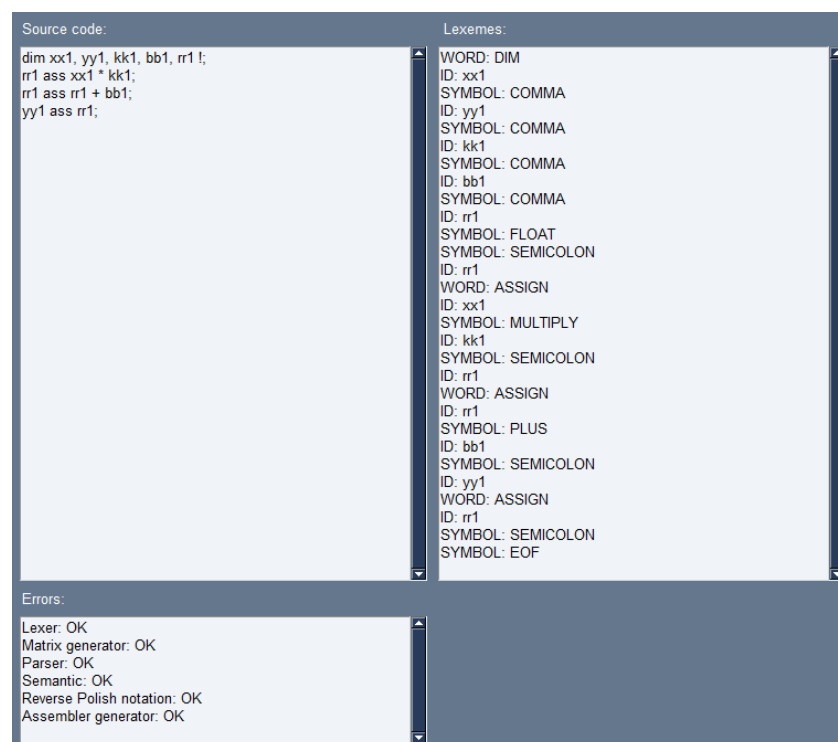 Source code:
dim xx1, yy1, kk1, bb1, rr1 !;
rr1 ass xx1 * kk1;
rr1 ass rr1 + bb1;
yy1 ass rr1;
Lexemes:
WORD: DIM
ID: xx1
SYMBOL: COMMA
ID: yy1
SYMBOL: COMMA
ID: kk1
SYMBOL: COMMA
ID: bb1
SYMBOL: COMMA
ID: rr1
SYMBOL: FLOAT
SYMBOL: SEMICOLON
ID: rr1
WORD: ASSIGN
ID: xx1
SYMBOL: MULTIPLY
ID: kk1
SYMBOL: SEMICOLON
ID: rr1
WORD: ASSIGN
ID: rr1
SYMBOL: PLUS
ID: bb1
SYMBOL: SEMICOLON
ID: yy1
WORD: ASSIGN
ID: rr1
SYMBOL: SEMICOLON
SYMBOL: EOF
Errors:
Lexer: OK
Matrix generator: OK
Parser: OK
Semantic: OK
Reverse Polish notation: OK
Assembler generator: OK